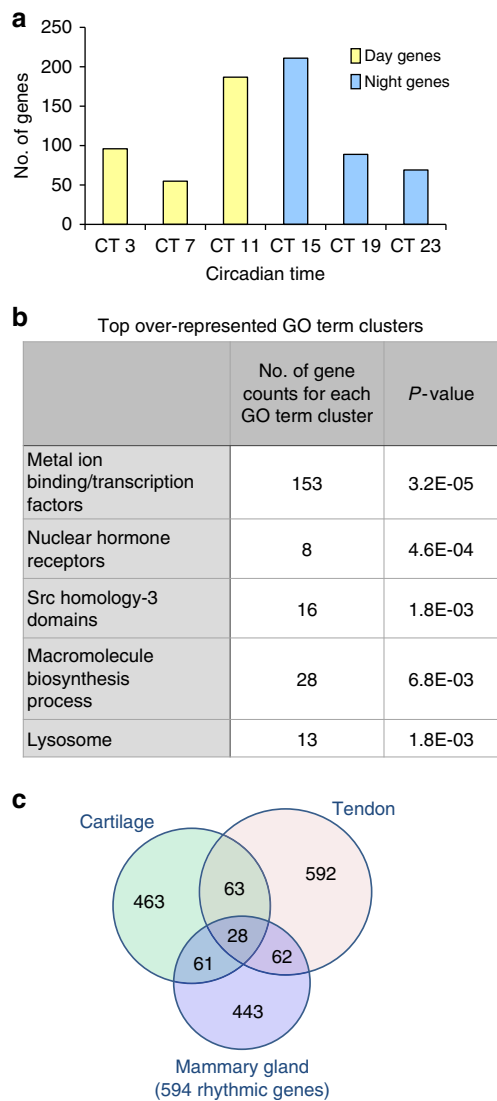 a
250
200
150
100
50
0
No. of genes
Day genes
Night genes
CT 3 CT 7 CT 11 CT 15 CT 19 CT 23
Circadian time
b
Top over-represented GO term clusters
No. of gene
counts for each
GO term cluster
P-value
Metal ion
binding/transcription
factors
153
3.2E-05
Nuclear hormone
receptors
8
4.6E-04
Src homology-3
domains
16
1.8E-03
Macromolecule
biosynthesis
process
28
6.8E-03
Lysosome
13
1.8E-03
c
Cartilage
Tendon
463
63
592
28
61
62
443
Mammary gland
(594 rhythmic genes)